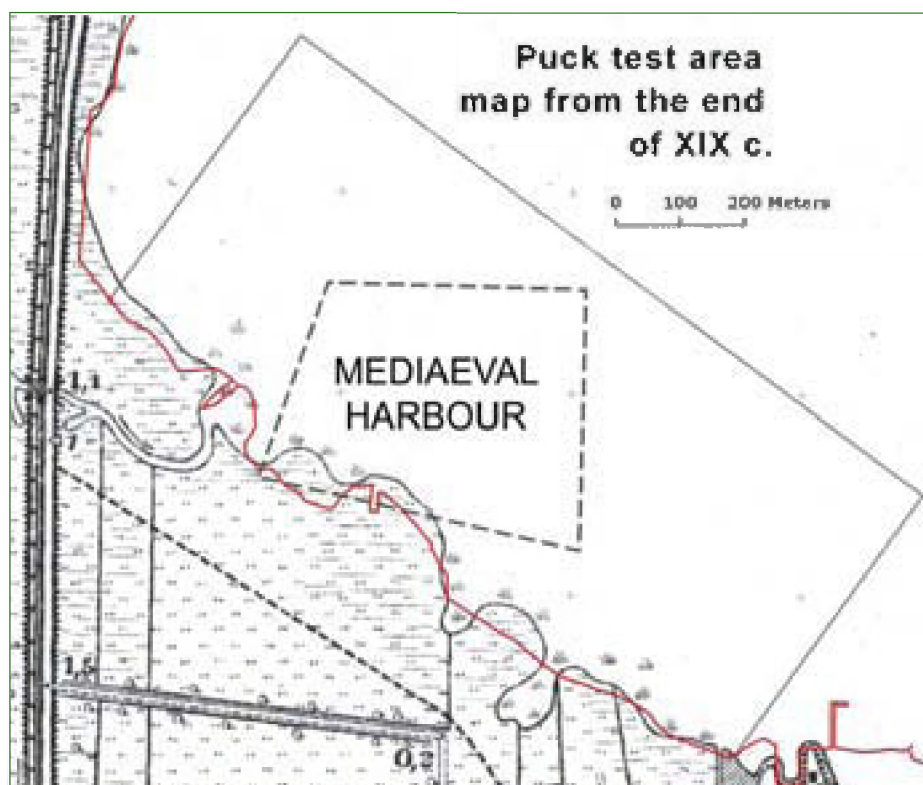 Puck test area
map from the end
of XIX c.
0 100 200 Meters
MEDIAEVAL
HARBOUR
1,1
1,5
0,2